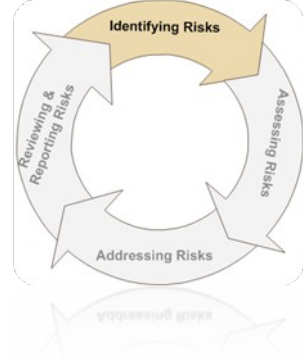 Identifying Risks
Assessing Risks
Addressing Risks
Reviewing &
Reporting Risks